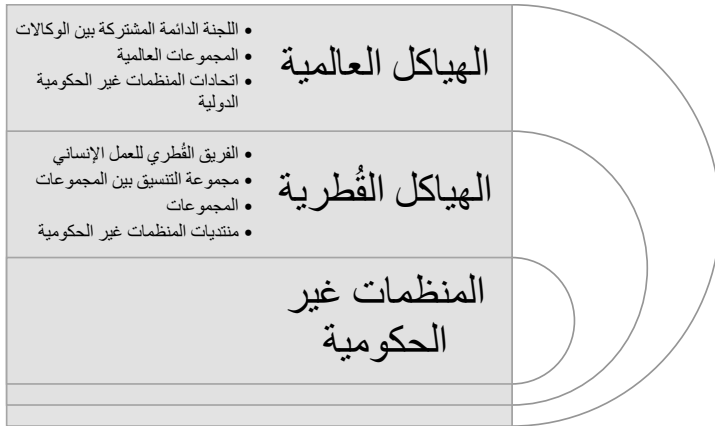 الهياكل العالمية
• اللجنة الدائمة المشتركة بين الوكالات
• المجموعات العالمية
• اتحادات المنظمات غير الحكومية
الدولية
الهياكل القُطرية
• الفريق القُطري للعمل الإنساني
• مجموعة التنسيق بين المجموعات
• المجموعات
• منتديات المنظمات غير الحكومية
المنظمات غير
الحكومية